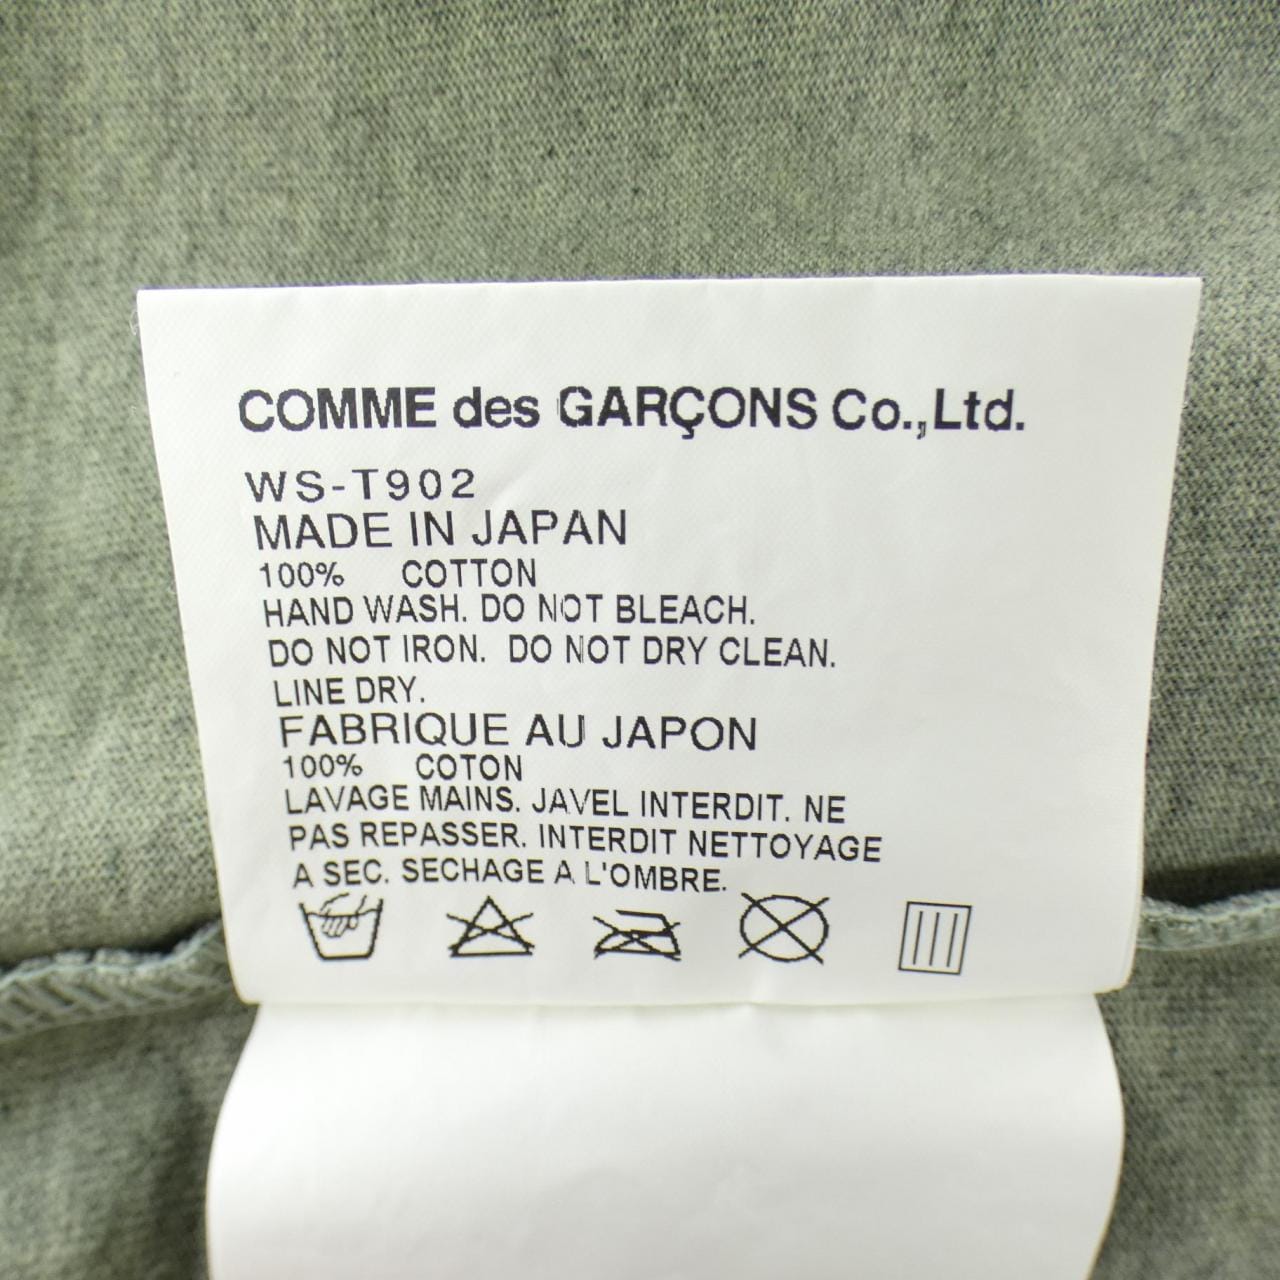 COMME des GARÇONS Co.,Ltd.
WS-T902
MADE IN JAPAN
100% COTTON
HAND WASH. DO NOT BLEACH.
DO NOT IRON. DO NOT DRY CLEAN.
LINE DRY.
FABRIQUE AU JAPON
100% COTON
LAVAGE MAINS. JAVEL INTERDIT. NE
PAS REPASSER. INTERDIT NETTOYAGE
A SEC. SECHAGE A L'OMBRE.